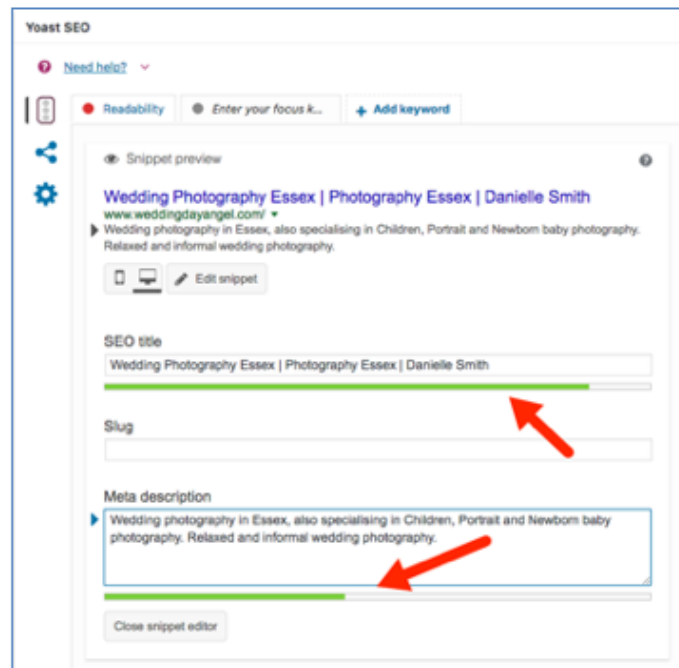 Yoast SEO
Need help?
Readability
Enter your focus k...
+ Add keyword
Snippet preview
Wedding Photography Essex | Photography Essex | Danielle Smith
www.weddingdayangel.com/
Wedding photography in Essex, also specialising in Children, Portrait and Newborn baby photography.
Relaxed and informal wedding photography.
Edit snippet
SEO title
Wedding Photography Essex | Photography Essex | Danielle Smith
Slug
Meta description
Wedding photography in Essex, also specialising in Children, Portrait and Newborn baby
photography. Relaxed and informal wedding photography.
Close snippet editor